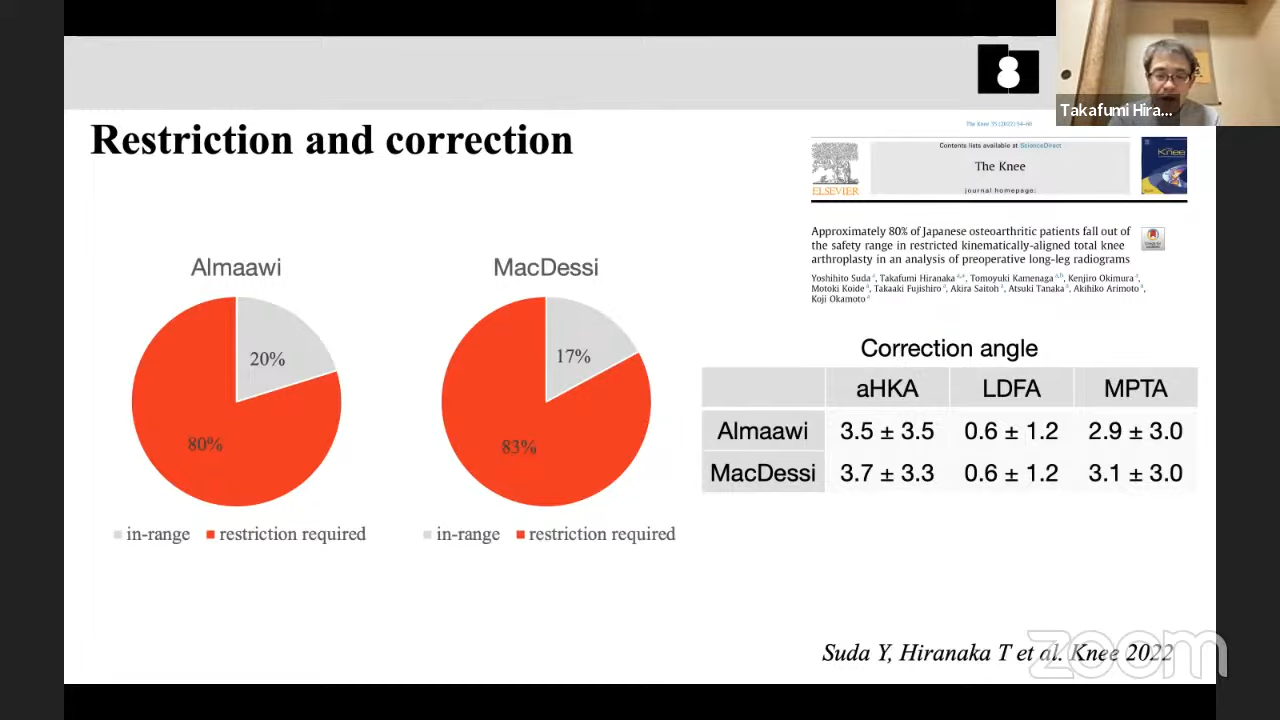 Takafumi Hira...
Restriction and correction
The Knee 35 (2022) 54–60
Contents lists available at ScienceDirect
The Knee
journal homepage:
ELSEVIER
Knee
Approximately 80% of Japanese osteoarthritic patients fall out of
the safety range in restricted kinematically-aligned total knee
arthroplasty in an analysis of preoperative long-leg radiograms
Yoshihito Suda a, Takafumi Hiranaka a,*, Tomoyuki Kamenaga a,b, Kenjiro Okimura a,
Motoki Koide a, Takaaki Fujishiro a, Akira Saitoh a, Atsuki Tanaka a, Akihiko Arimoto a,
Koji Okamoto a
Almaawi
20%
80%
in-range restriction required
MacDessi
17%
83%
in-range restriction required
Correction angle
aHKA LDFA MPTA
Almaawi 3.5 ± 3.5 0.6 ± 1.2 2.9 ± 3.0
MacDessi 3.7 ± 3.3 0.6 ± 1.2 3.1 ± 3.0
Suda Y, Hiranaka T et al. Knee 2022
zoom